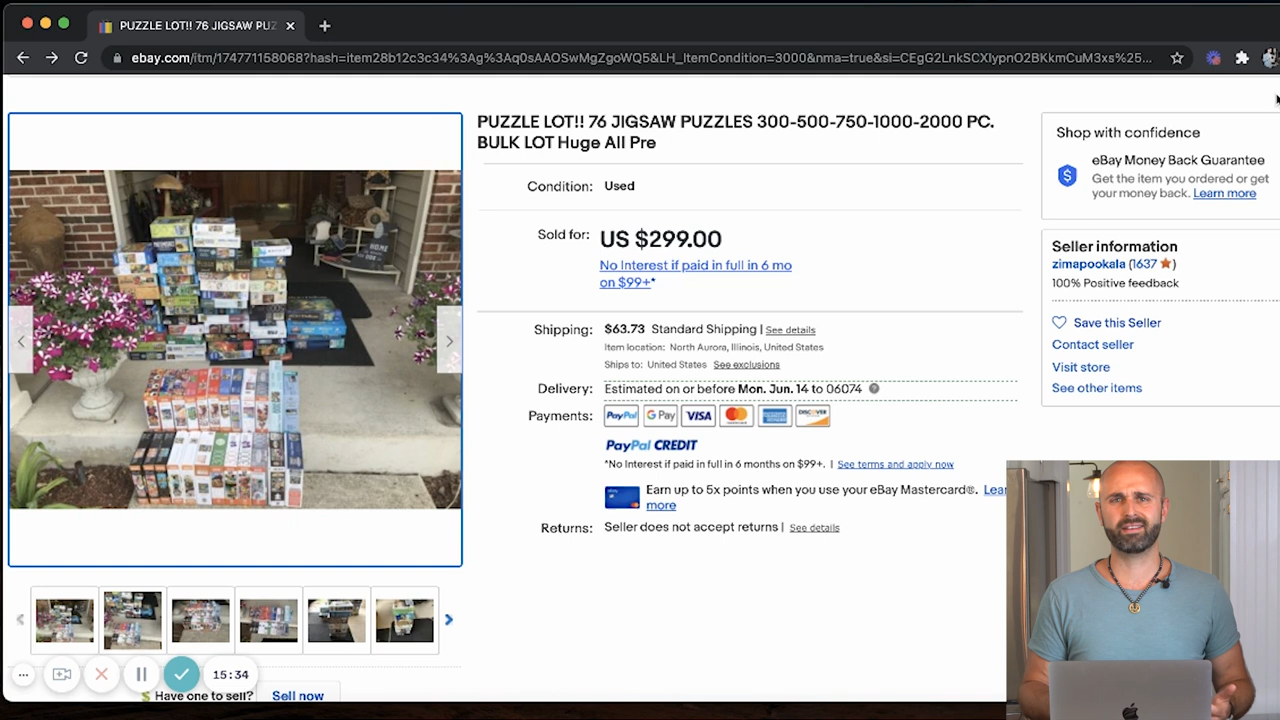 PUZZLE LOT!! 76 JIGSAW PUZ
ebay.com/itm/174771158068?hash=item28b12c3c34%3Ag%3Aq0sAAOSwMgZgoWQ5&LH_ItemCondition=3000&nma=true&si=CEgG2LnkSCXIypnO2BKkmCuM3xs%25...
PUZZLE LOT!! 76 JIGSAW PUZZLES 300-500-750-1000-2000 PC.
BULK LOT Huge All Pre
Condition: Used
Sold for: US $299.00
No Interest if paid in full in 6 mo
on $99+*
Shipping: $63.73 Standard Shipping | See details
Item location: North Aurora, Illinois, United States
Ships to: United States See exclusions
Delivery: Estimated on or before Mon. Jun. 14 to 06074
Payments: PayPal G Pay VISA DISCOVER
PayPal CREDIT
*No Interest if paid in full in 6 months on $99+. | See terms and apply now
Earn up to 5x points when you use your eBay Mastercard®. Lear
more
Returns: Seller does not accept returns | See details
Shop with confidence
eBay Money Back Guarantee
Get the item you ordered or get
your money back. Learn more
Seller information
zimapookala (1637 ★)
100% Positive feedback
Save this Seller
Contact seller
Visit store
See other items
HOME
15:34
Have one to sell? Sell now